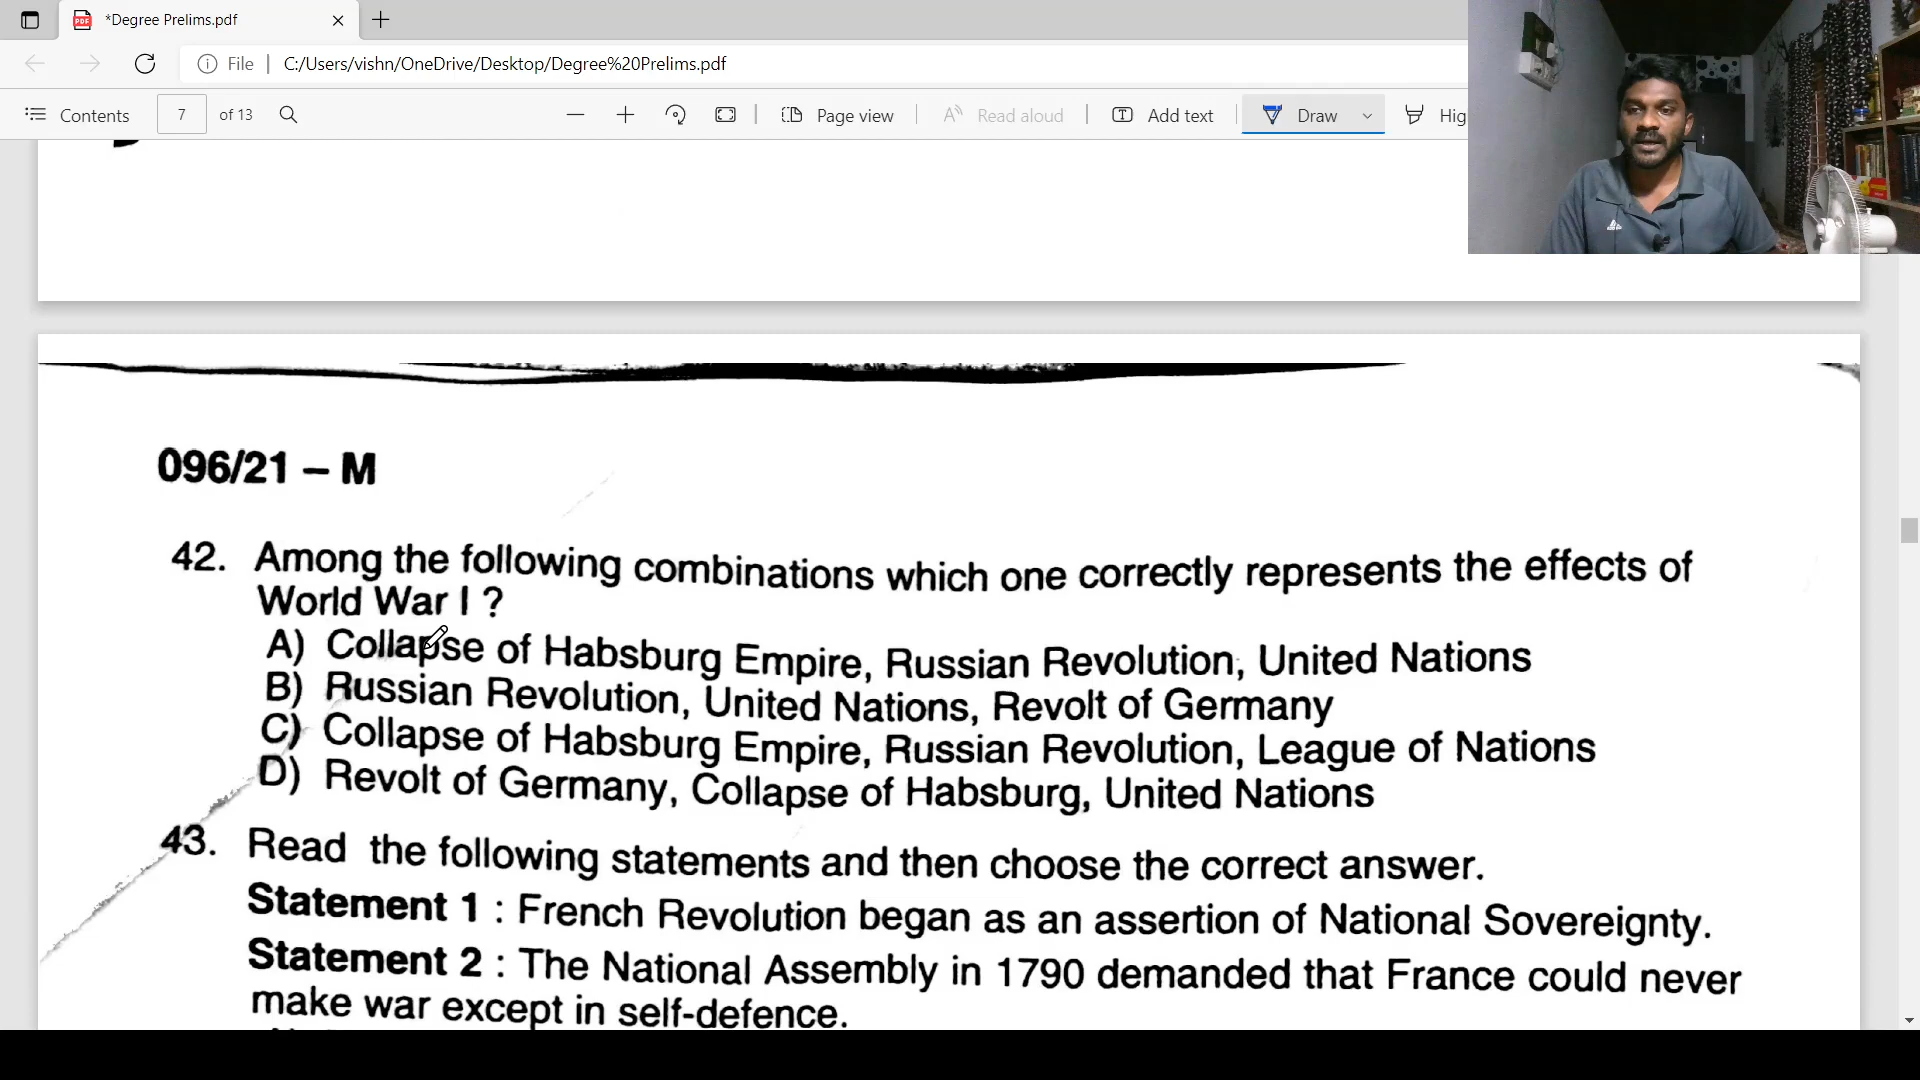 *Degree Prelims.pdf
File C:/Users/vishn/OneDrive/Desktop/Degree%20Prelims.pdf
Contents 7 of 13 Page view Read aloud Add text Draw Hig
096/21 – M
42. Among the following combinations which one correctly represents the effects of
World War I ?
A) Collapse of Habsburg Empire, Russian Revolution, United Nations
B) Russian Revolution, United Nations, Revolt of Germany
C) Collapse of Habsburg Empire, Russian Revolution, League of Nations
D) Revolt of Germany, Collapse of Habsburg, United Nations
43. Read the following statements and then choose the correct answer.
Statement 1 : French Revolution began as an assertion of National Sovereignty.
Statement 2 : The National Assembly in 1790 demanded that France could never
make war except in self-defence.